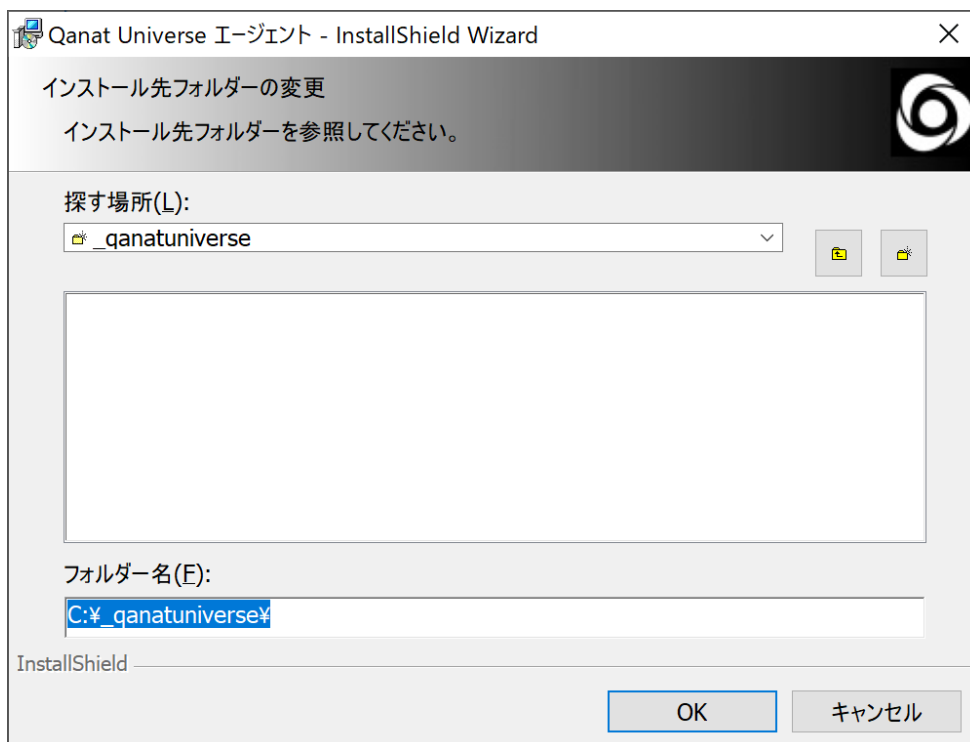 Qanat Universe エージェント - InstallShield Wizard
インストール先フォルダーの変更
インストール先フォルダーを参照してください。
探す場所(L):
_qanatuniverse
フォルダー名(F):
C:¥_qanatuniverse¥
InstallShield
OK キャンセル